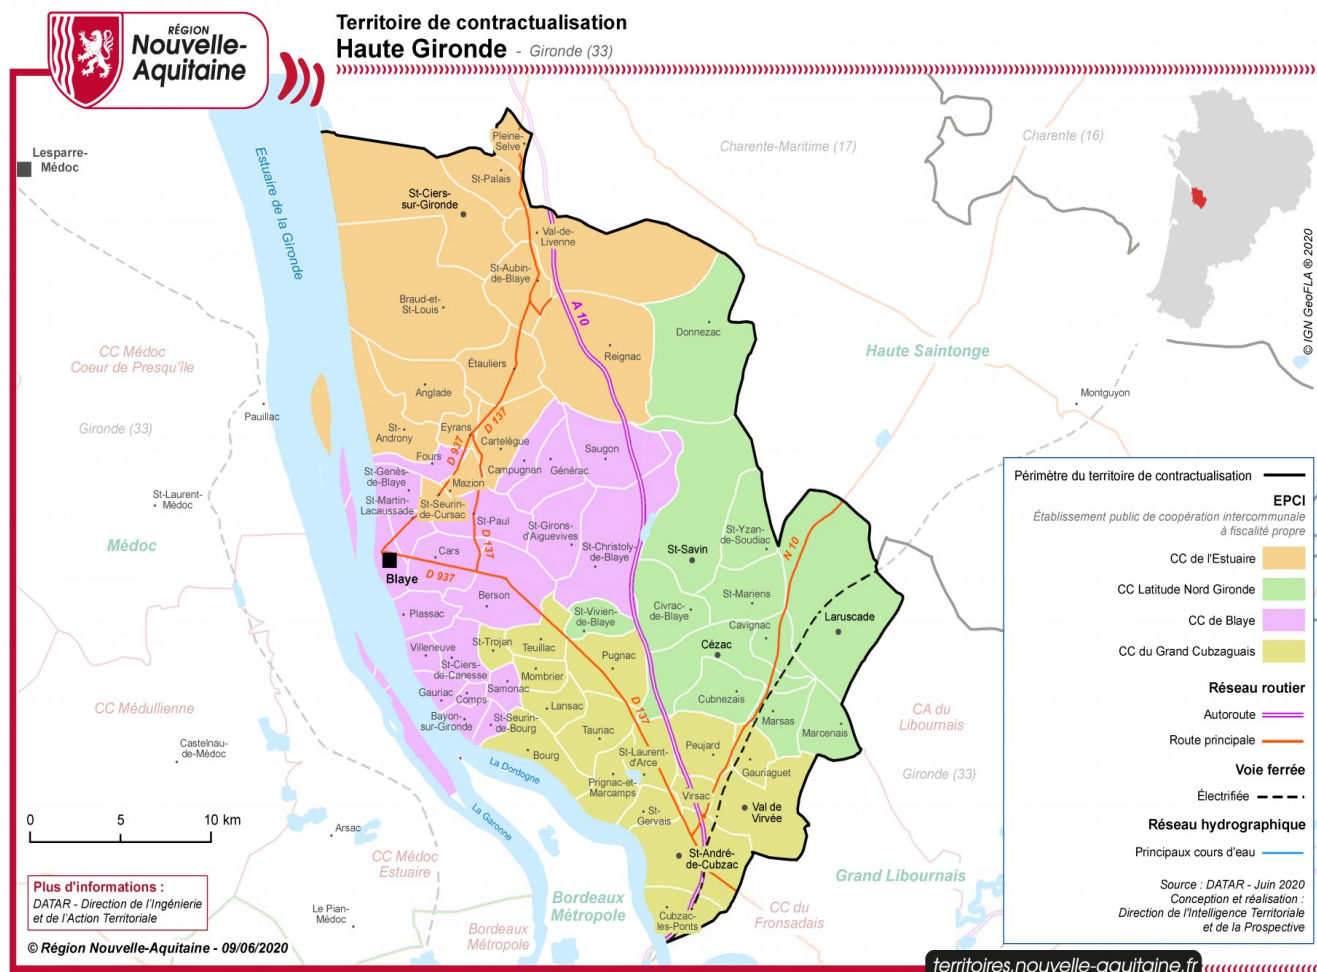 RÉGION
Nouvelle-
Aquitaine
Territoire de contractualisation
Haute Gironde - Gironde (33)
Lesparre-
Médoc
Estuaire de la Gironde
Pleine-
Selve
St-Palais
St-Ciers-
sur-Gironde
Val-de-
Livenne
St-Aubin-
de-Blaye
Braud-et-
St-Louis
A 10
Charente-Maritime (17)
Charente (16)
© IGN GeoFLA ® 2020
Donnezac
Reignac
Haute Saintonge
CC Médoc
Coeur de Presqu'île
Étauliers
Anglade
Montguyon
Pauillac
Gironde (33)
St-
Androny
Eyrans
D 137
D 937
Cartelègue
Fours
Campugnan
Générac
Saugon
St-Genès-
de-Blaye
Mazion
St-Martin-
Lacaussade
St-Seurin-
de-Cursac
St-Laurent-
Médoc
Médoc
St-Paul
D 137
St-Girons-
d'Aiguevives
St-Christoly-
de-Blaye
St-Savin
St-Yzan-
de-Soudiac
N 10
Cars
Blaye
D 937
Berson
Plassac
St-Vivien-
de-Blaye
Civrac-
de-Blaye
St-Mariens
Cavignac
Laruscade
Villeneuve
St-Trojan
Teuillac
Pugnac
Cézac
St-Ciers-
de-Canesse
Mombrier
Samonac
Gauriac
Comps
Lansac
Cubnezais
D 137
Bayon-
sur-Gironde
St-Seurin-
de-Bourg
Marsas
Marcenais
CC Médullienne
CA du
Libournais
Castelnau-
de-Médoc
Bourg
Tauriac
St-Laurent-
d'Arce
Peujard
Gauriaguet
Gironde (33)
La Dordogne
Prignac-et-
Marcamps
Virsac
La Garonne
St-
Gervais
Val de
Virvée
0 5 10 km
Arsac
CC Médoc
Estuaire
St-André-
de-Cubzac
Grand Libournais
Bordeaux
Métropole
Cubzac-
les-Ponts
CC du
Fronsadais
Le Pian-
Médoc
Bordeaux
Métropole
Plus d'informations :
DATAR - Direction de l'Ingénierie
et de l'Action Territoriale
© Région Nouvelle-Aquitaine - 09/06/2020
Périmètre du territoire de contractualisation
EPCI
Établissement public de coopération intercommunale
à fiscalité propre
CC de l'Estuaire
CC Latitude Nord Gironde
CC de Blaye
CC du Grand Cubzaguais
Réseau routier
Autoroute
Route principale
Voie ferrée
Électrifiée
Réseau hydrographique
Principaux cours d'eau
Source : DATAR - Juin 2020
Conception et réalisation :
Direction de l'Intelligence Territoriale
et de la Prospective
territoires.nouvelle-aquitaine.fr